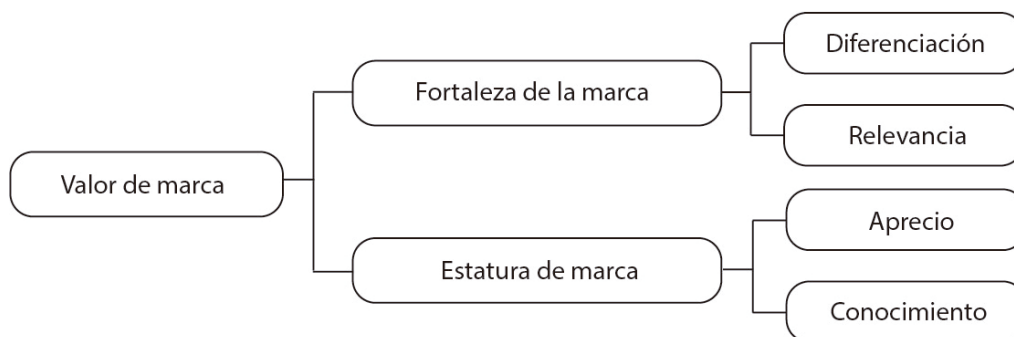 Diferenciación
Fortaleza de la marca
Relevancia
Valor de marca
Aprecio
Estatura de marca
Conocimiento